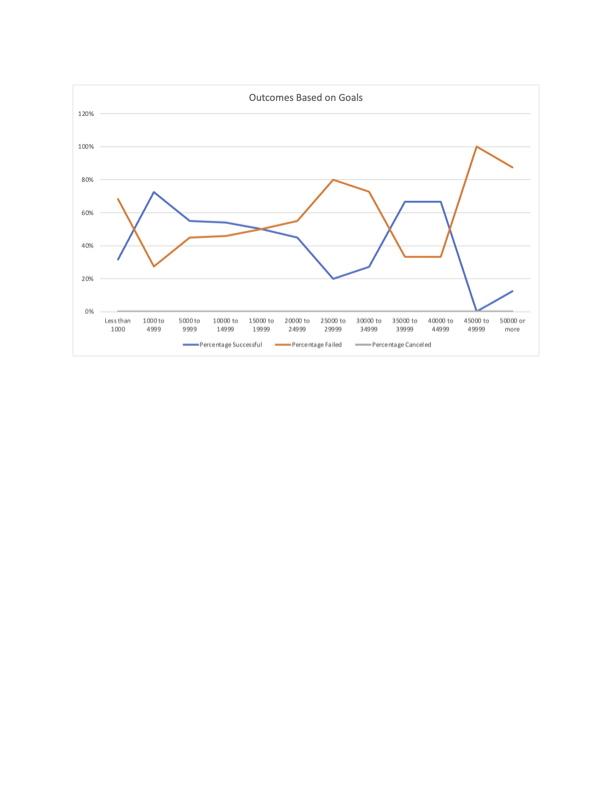 Outcomes Based on Goals
120%
100%
80%
60%
40%
20%
0%
Less than 1000 to 5000 to 10000 to 15000 to 20000 to 25000 to 30000 to 35000 to 40000 to 45000 to 50000 or
1000 4999 9999 14999 19999 24999 29999 34999 39999 44999 49999 more
Percentage Successful Percentage Failed Percentage Canceled